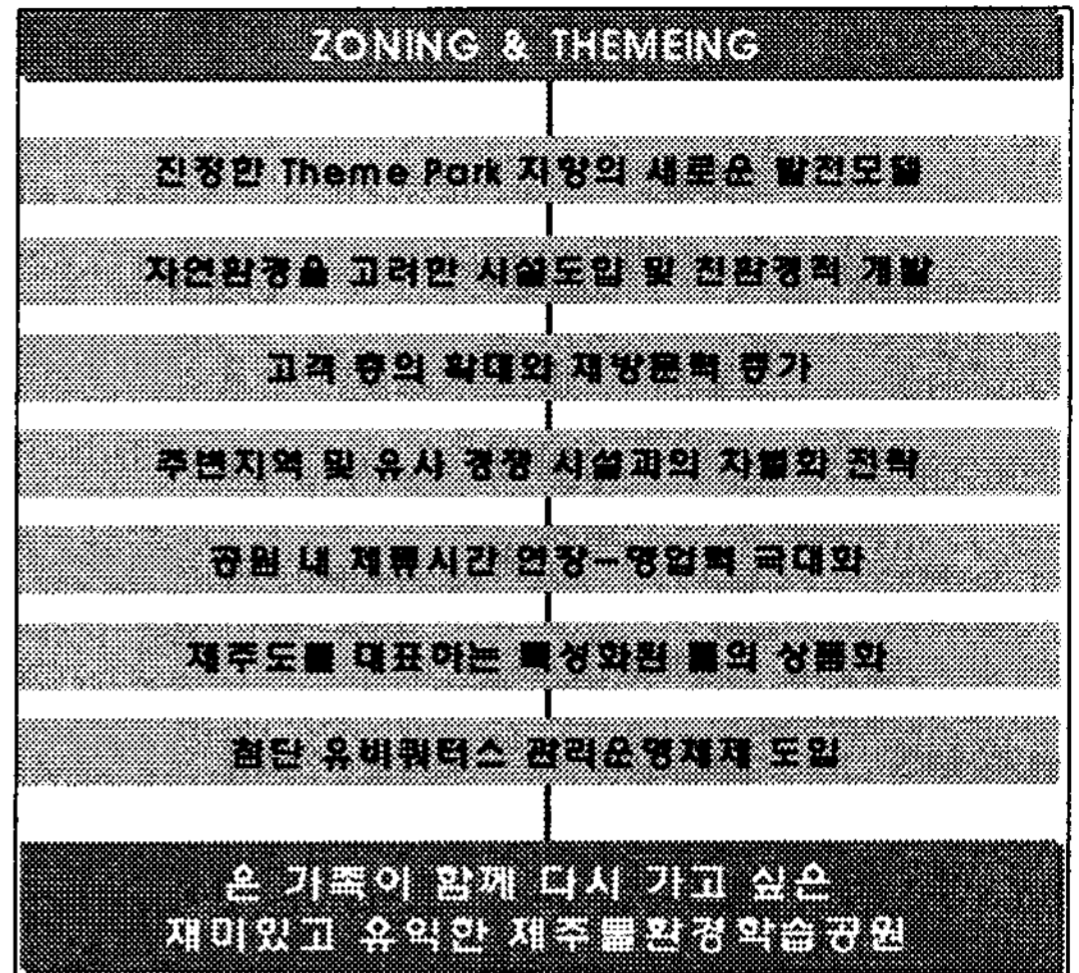 ZONING & THEMEING
진정한 Theme Park 지향의 새로운 발전모델
자연환경을 고려한 시설도입 및 친환경적 개발
고객 층의 확대와 재방문력 증가
주변지역 및 유사 경쟁 시설과의 차별화 전략
공원 내 체류시간 연장-영업력 극대화
제주도를 대표하는 특성화된 물의 상품화
첨단 유비쿼터스 관리운영체제 도입
온 가족이 함께 다시 가고 싶은
재미있고 유익한 제주물환경학습공원